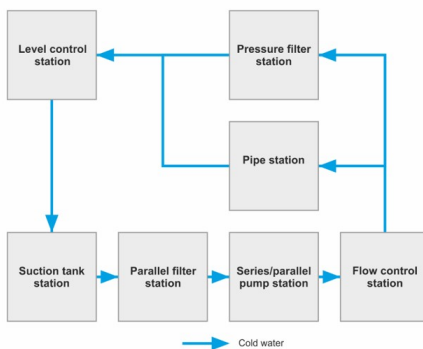 Level control
station
Pressure filter
station
Pipe station
Suction tank
station
Parallel filter
station
Series/parallel
pump station
Flow control
station
Cold water